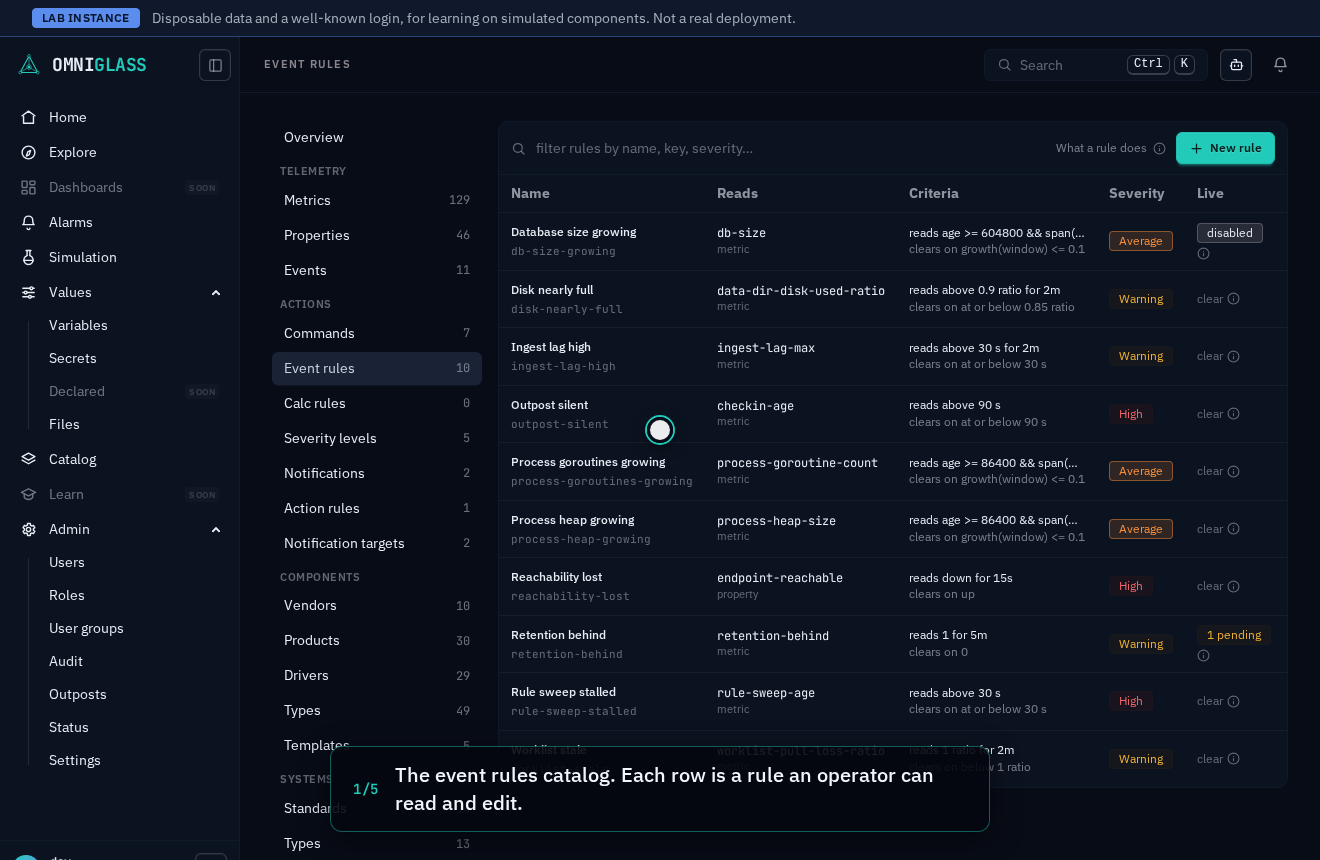 LAB INSTANCE Disposable data and a well-known login, for learning on simulated components. Not a real deployment.
OMNIGLASS
EVENT RULES
Search Ctrl K
Home
Explore
Dashboards SOON
Alarms
Simulation
Values
Variables
Secrets
Declared SOON
Files
Catalog
Learn SOON
Admin
Users
Roles
User groups
Audit
Outposts
Status
Settings
Overview
TELEMETRY
Metrics 129
Properties 46
Events 11
ACTIONS
Commands 7
Event rules 10
Calc rules 0
Severity levels 5
Notifications 2
Action rules 1
Notification targets 2
COMPONENTS
Vendors 10
Products 30
Drivers 29
Types 49
Templates 5
SYSTEMS
Standards
Types 13
filter rules by name, key, severity... What a rule does New rule
Name Reads Criteria Severity Live
Database size growing db-size reads age >= 604800 && span(... Average disabled
db-size-growing metric clears on growth(window) <= 0.1
Disk nearly full data-dir-disk-used-ratio reads above 0.9 ratio for 2m Warning clear
disk-nearly-full metric clears on at or below 0.85 ratio
Ingest lag high ingest-lag-max reads above 30 s for 2m Warning clear
ingest-lag-high metric clears on at or below 30 s
Outpost silent checkin-age reads above 90 s High clear
outpost-silent metric clears on at or below 90 s
Process goroutines growing process-goroutine-count reads age >= 86400 && span(... Average clear
process-goroutines-growing metric clears on growth(window) <= 0.1
Process heap growing process-heap-size reads age >= 86400 && span(... Average clear
process-heap-growing metric clears on growth(window) <= 0.1
Reachability lost endpoint-reachable reads down for 15s High clear
reachability-lost property clears on up
Retention behind retention-behind reads 1 for 5m Warning 1 pending
retention-behind metric clears on 0
Rule sweep stalled rule-sweep-age reads above 30 s High clear
rule-sweep-stalled metric clears on at or below 30 s
Worklist stale worklist-pull-loss-ratio reads 1 ratio for 2m Warning clear
clears on below 1 ratio
1/5 The event rules catalog. Each row is a rule an operator can
read and edit.